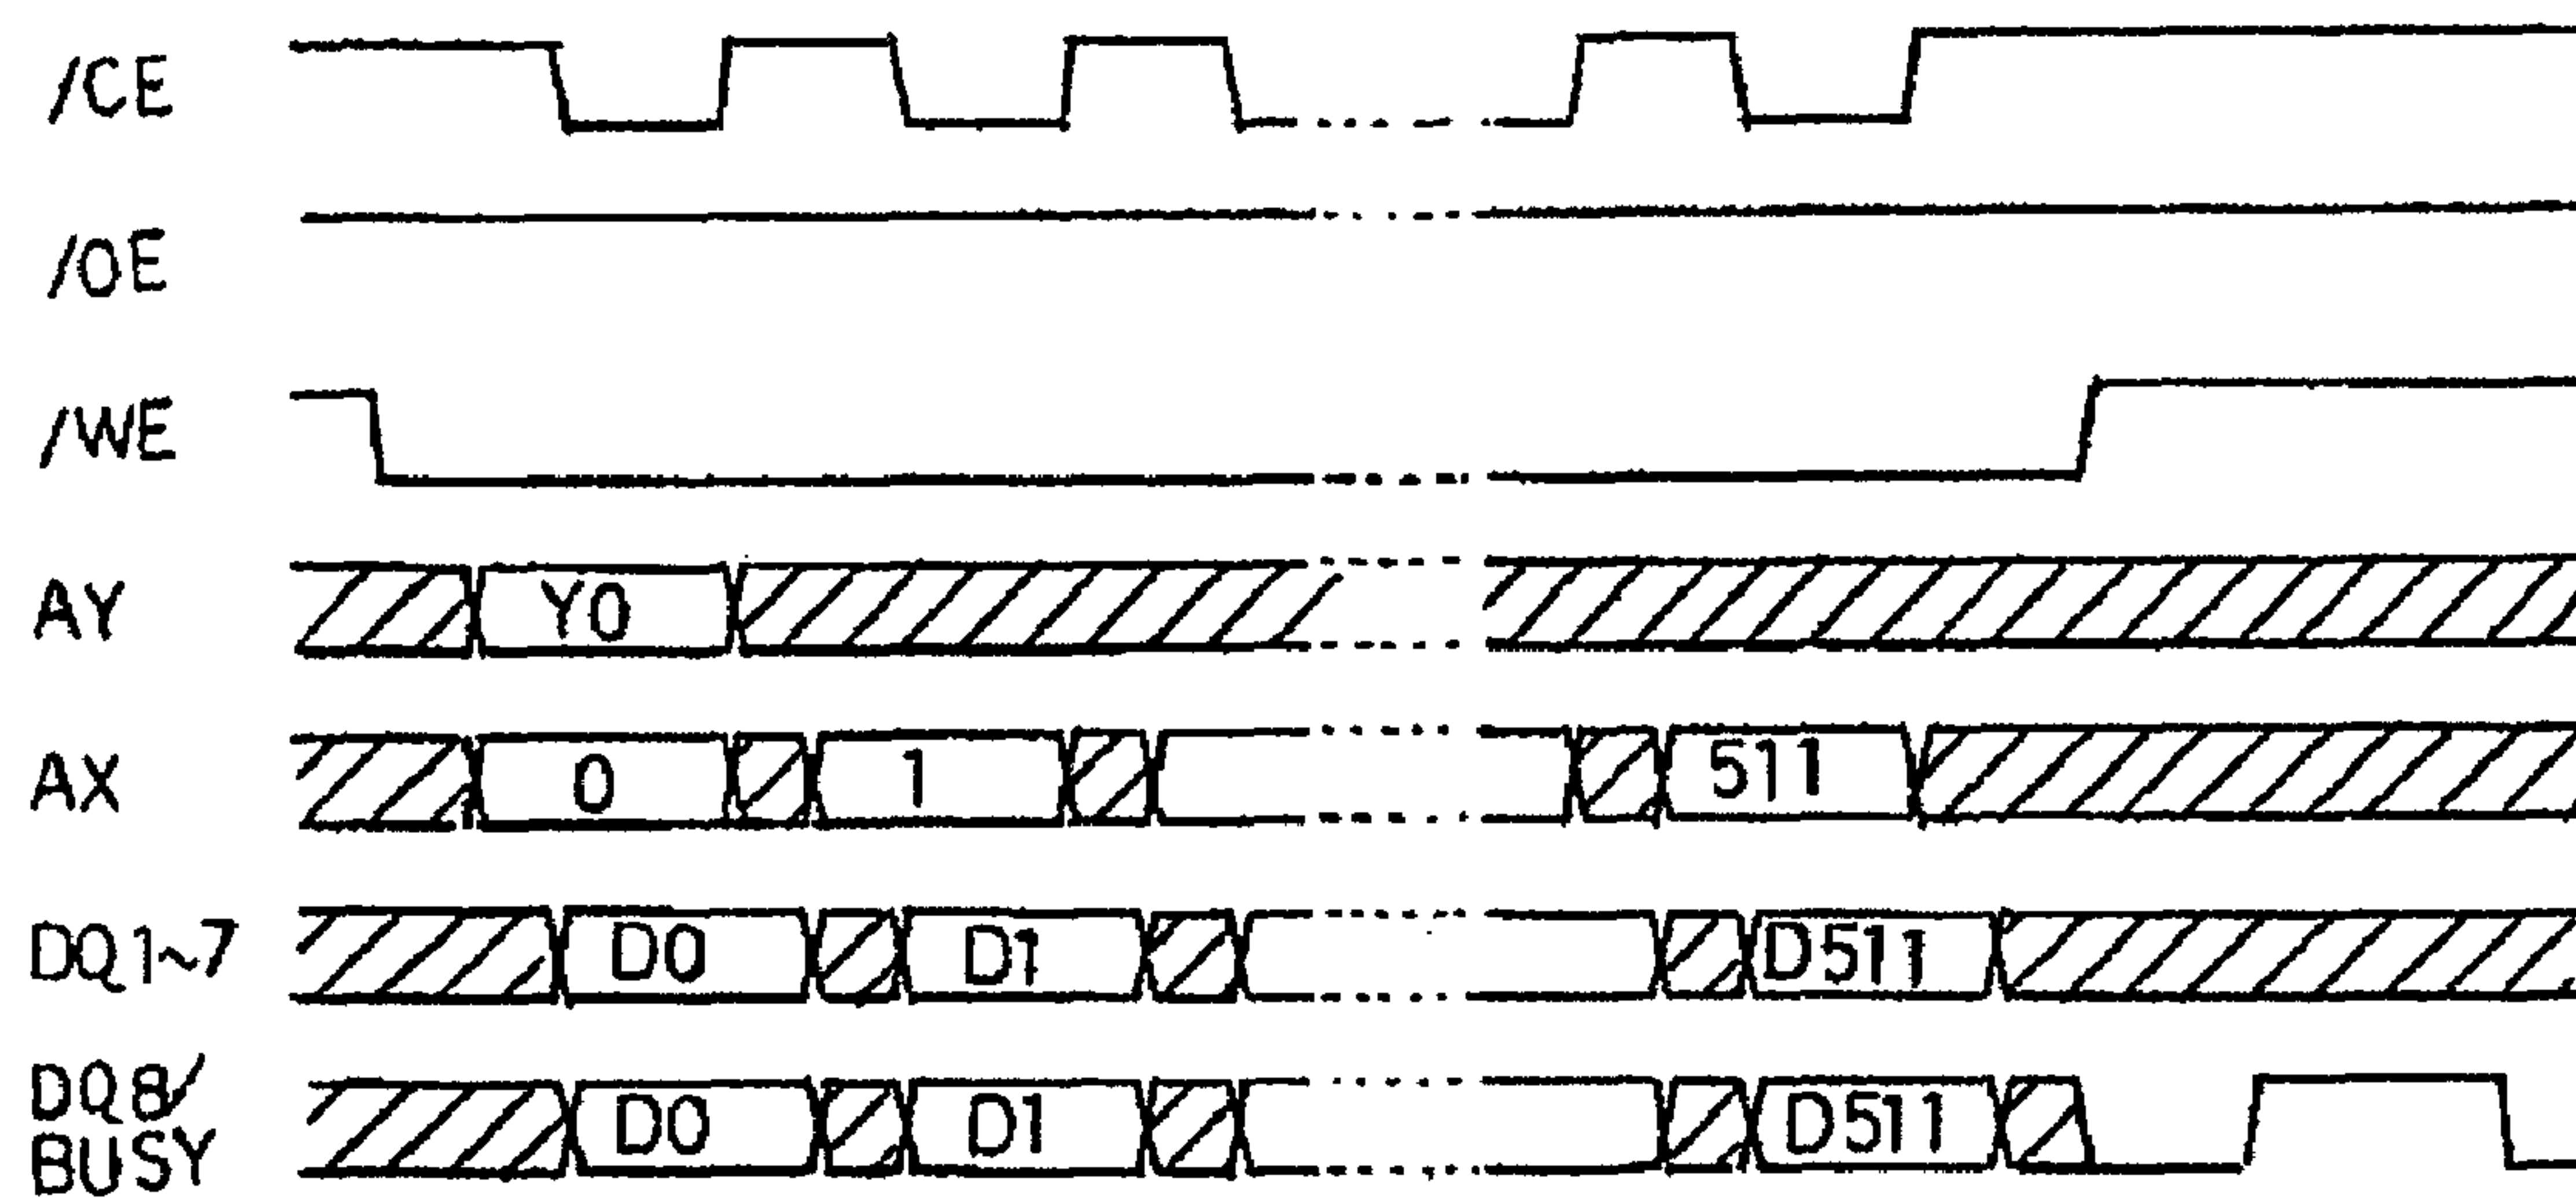 /CE
/OE
/WE
AY Y0
AX 0 1 511
DQ1~7 D0 D1 D511
DQ8/
BUSY D0 D1 D511